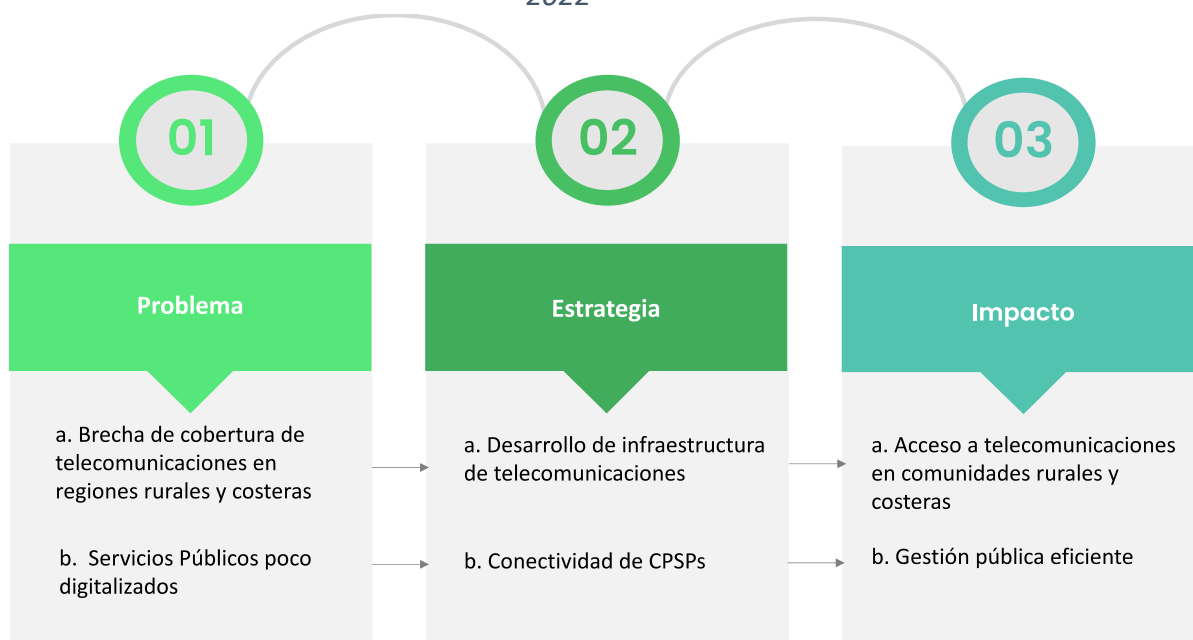 2022
01
02
03
Problema
Estrategia
Impacto
a. Brecha de cobertura de
telecomunicaciones en
regiones rurales y costeras
b. Servicios Públicos poco
digitalizados
a. Desarrollo de infraestructura
de telecomunicaciones
b. Conectividad de CPSPs
a. Acceso a telecomunicaciones
en comunidades rurales y
costeras
b. Gestión pública eficiente